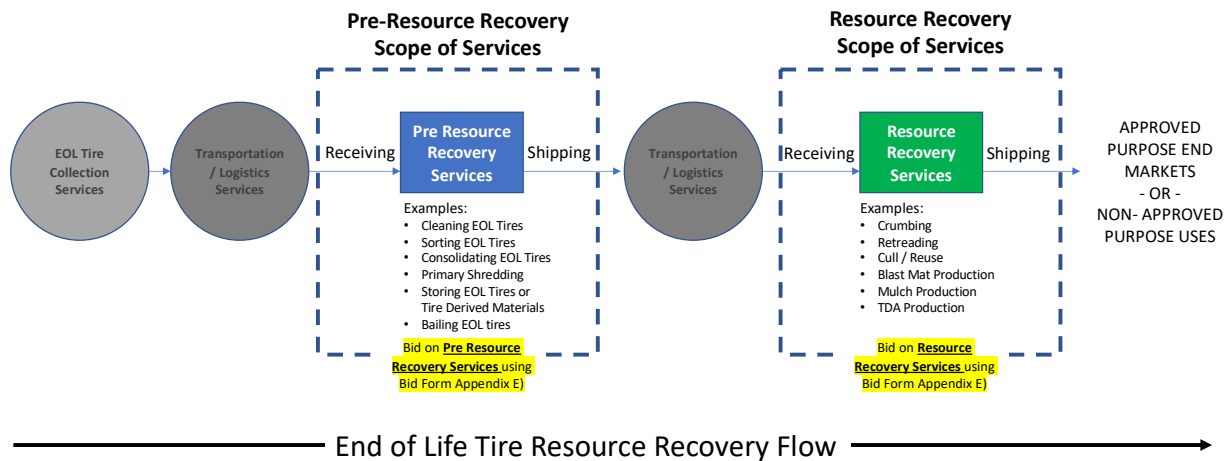 Pre-Resource Recovery
Scope of Services
Resource Recovery
Scope of Services
EOL Tire
Collection
Services
Transportation
/ Logistics
Services
Receiving
Pre Resource
Recovery
Services
Shipping
Transportation
/ Logistics
Services
Receiving
Resource
Recovery
Services
Shipping
APPROVED
PURPOSE END
MARKETS
- OR -
NON- APPROVED
PURPOSE USES
Examples:
• Cleaning EOL Tires
• Sorting EOL Tires
• Consolidating EOL Tires
• Primary Shredding
• Storing EOL Tires or
Tire Derived Materials
• Bailing EOL tires
Examples:
• Crumbing
• Retreading
• Cull / Reuse
• Blast Mat Production
• Mulch Production
• TDA Production
Bid on Pre Resource
Recovery Services using
Bid Form Appendix E)
Bid on Resource
Recovery Services using
Bid Form Appendix E)
End of Life Tire Resource Recovery Flow